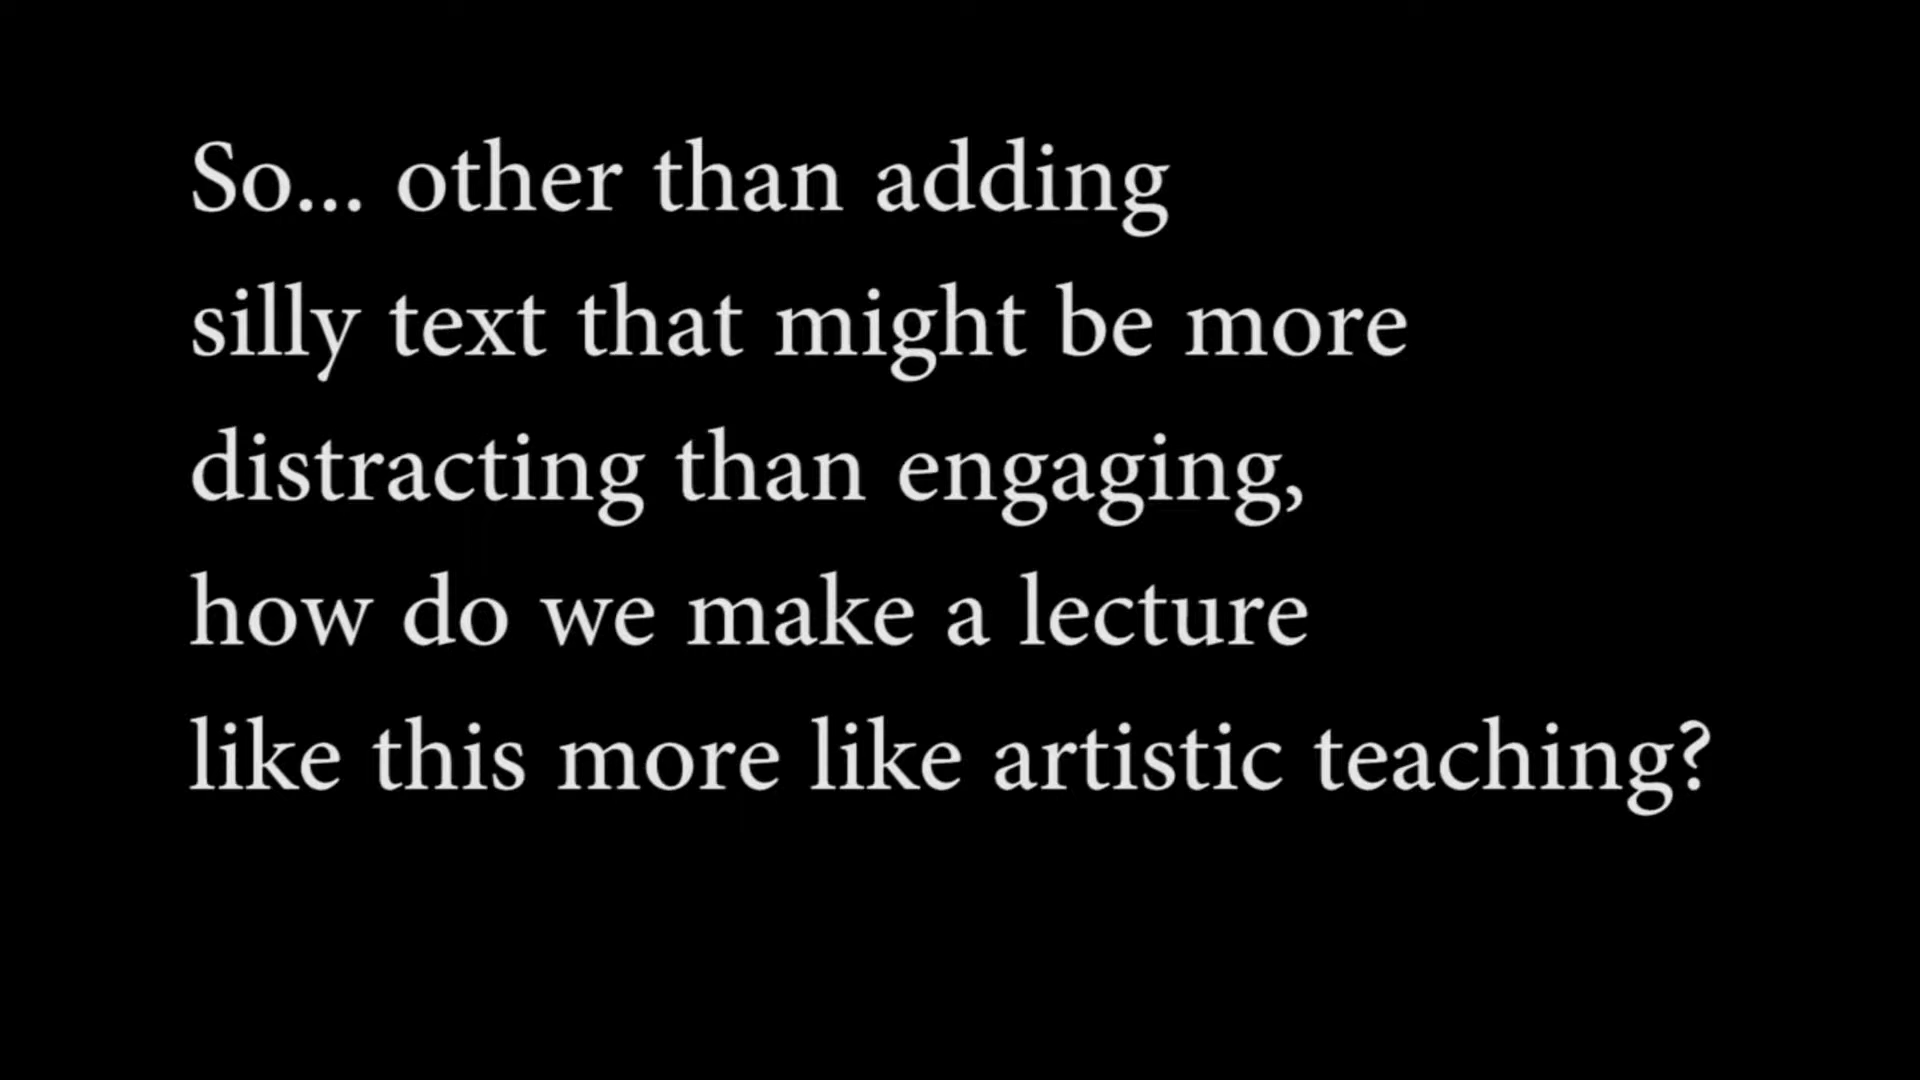 So... other than adding
silly text that might be more
distracting than engaging,
how do we make a lecture
like this more like artistic teaching?